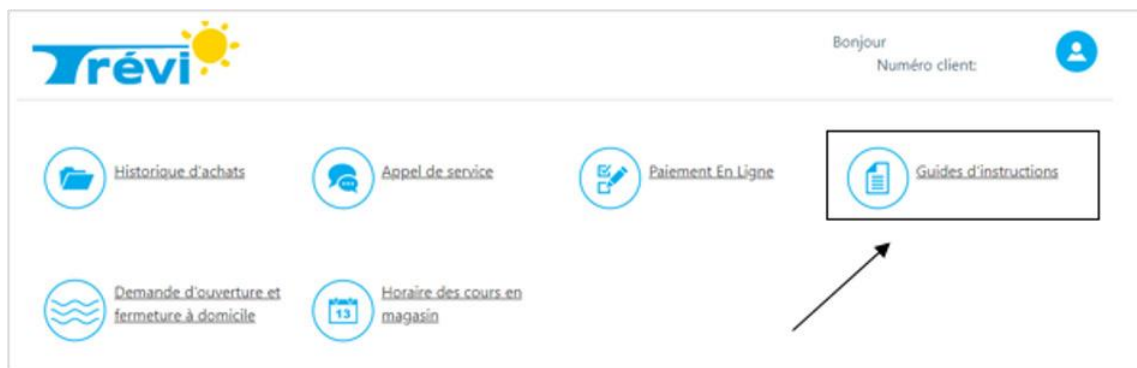 Trévi
Bonjour
Numéro client:
Historique d'achats
Appel de service
Paiement En Ligne
Guides d'instructions
Demande d'ouverture et
fermeture à domicile
Horaire des cours en
magasin
13